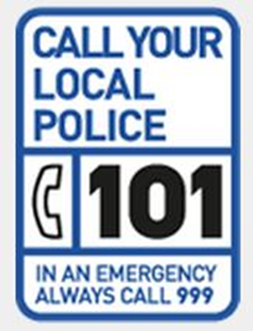 CALL YOUR
LOCAL
POLICE
101
IN AN EMERGENCY
ALWAYS CALL 999